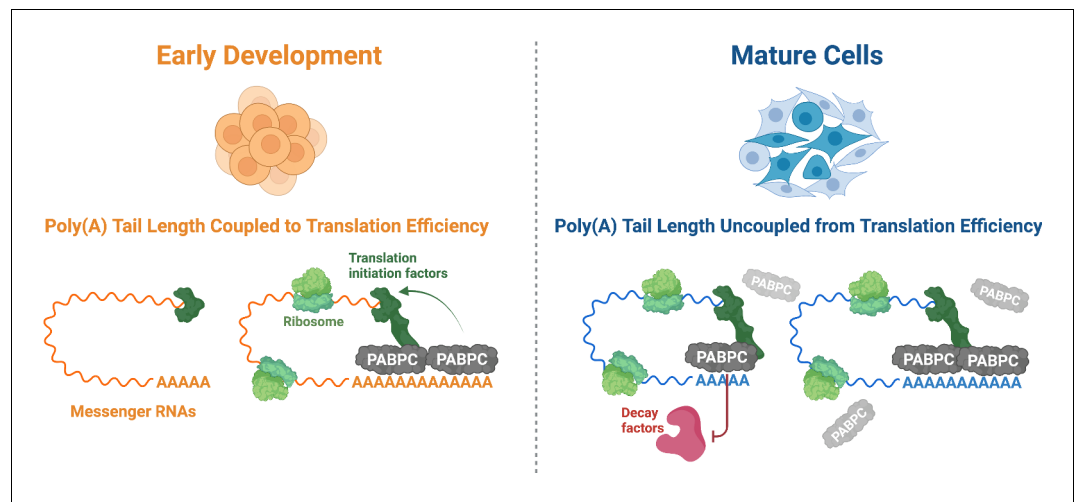 Early Development
Poly(A) Tail Length Coupled to Translation Efficiency
Translation
initiation factors
Ribosome
PABPC
PABPC
AAAAA
AAAAAAAAAAAAA
Messenger RNAs
Mature Cells
Poly(A) Tail Length Uncoupled from Translation Efficiency
PABPC
PABPC
PABPC
PABPC
PABPC
AAAAA
AAAAAAAAAAA
Decay
factors
PABPC